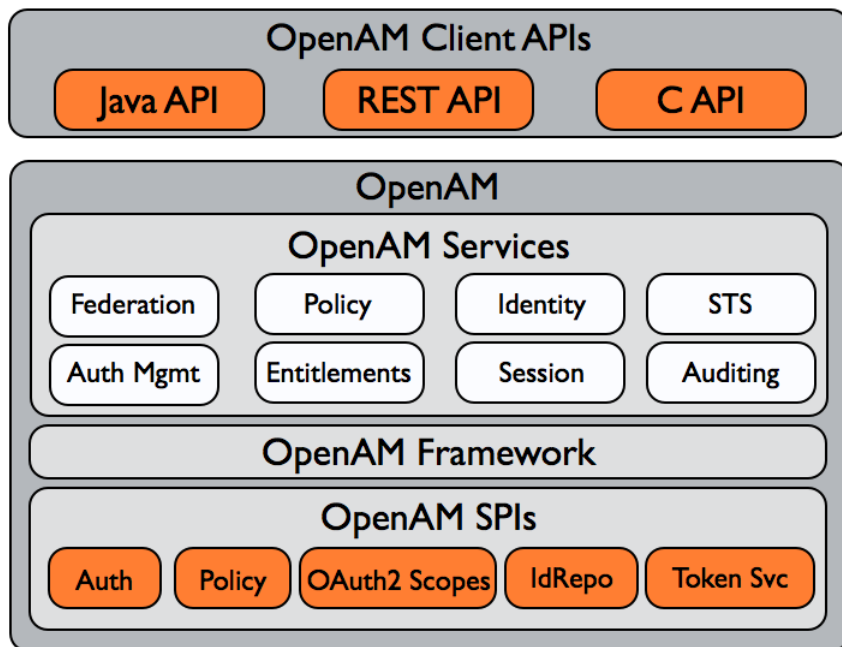 OpenAM Client APIs
Java API REST API C API
OpenAM
OpenAM Services
Federation Policy Identity STS
Auth Mgmt Entitlements Session Auditing
OpenAM Framework
OpenAM SPIs
Auth Policy OAuth2 Scopes IdRepo Token Svc